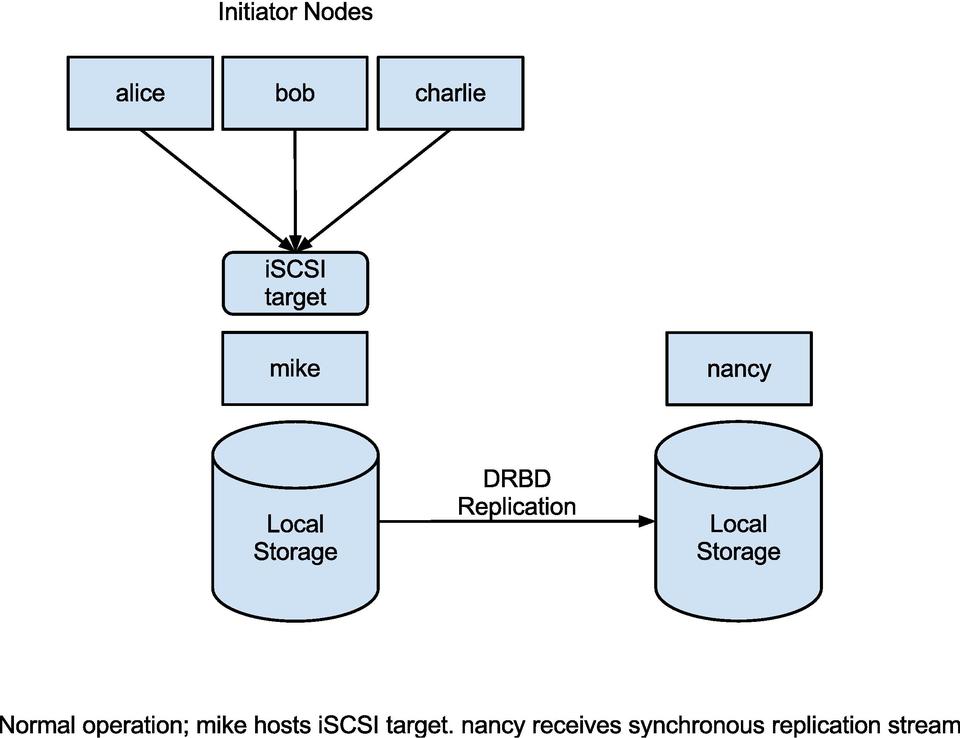 Initiator Nodes
alice
bob
charlie
iSCSI
target
mike
nancy
DRBD
Replication
Local
Storage
Local
Storage
Normal operation; mike hosts iSCSI target. nancy receives synchronous replication stream